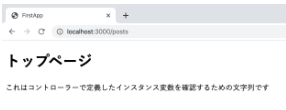 FirstApp
localhost:3000/posts
トップページ
これはコントローラーで定義したインスタンス変数を確認するための文字列です